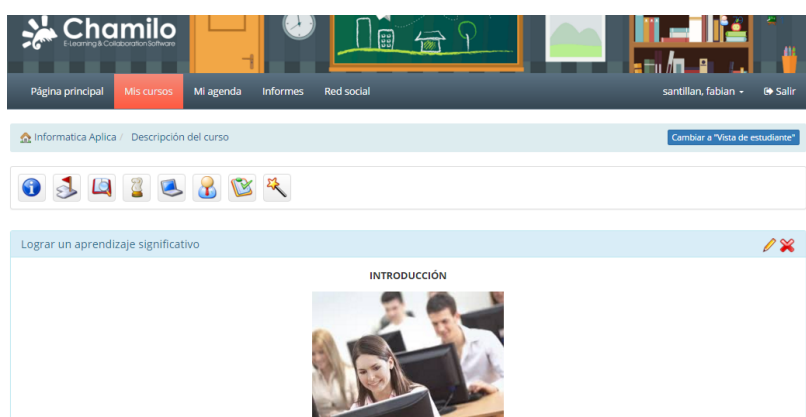 Chamilo
E-Learning & Collaboration Software
Página principal Mis cursos Mi agenda Informes Red social santillan, fabian Salir
Informatica Aplica / Descripción del curso Cambiar a "Vista de estudiante"
Lograr un aprendizaje significativo
INTRODUCCIÓN